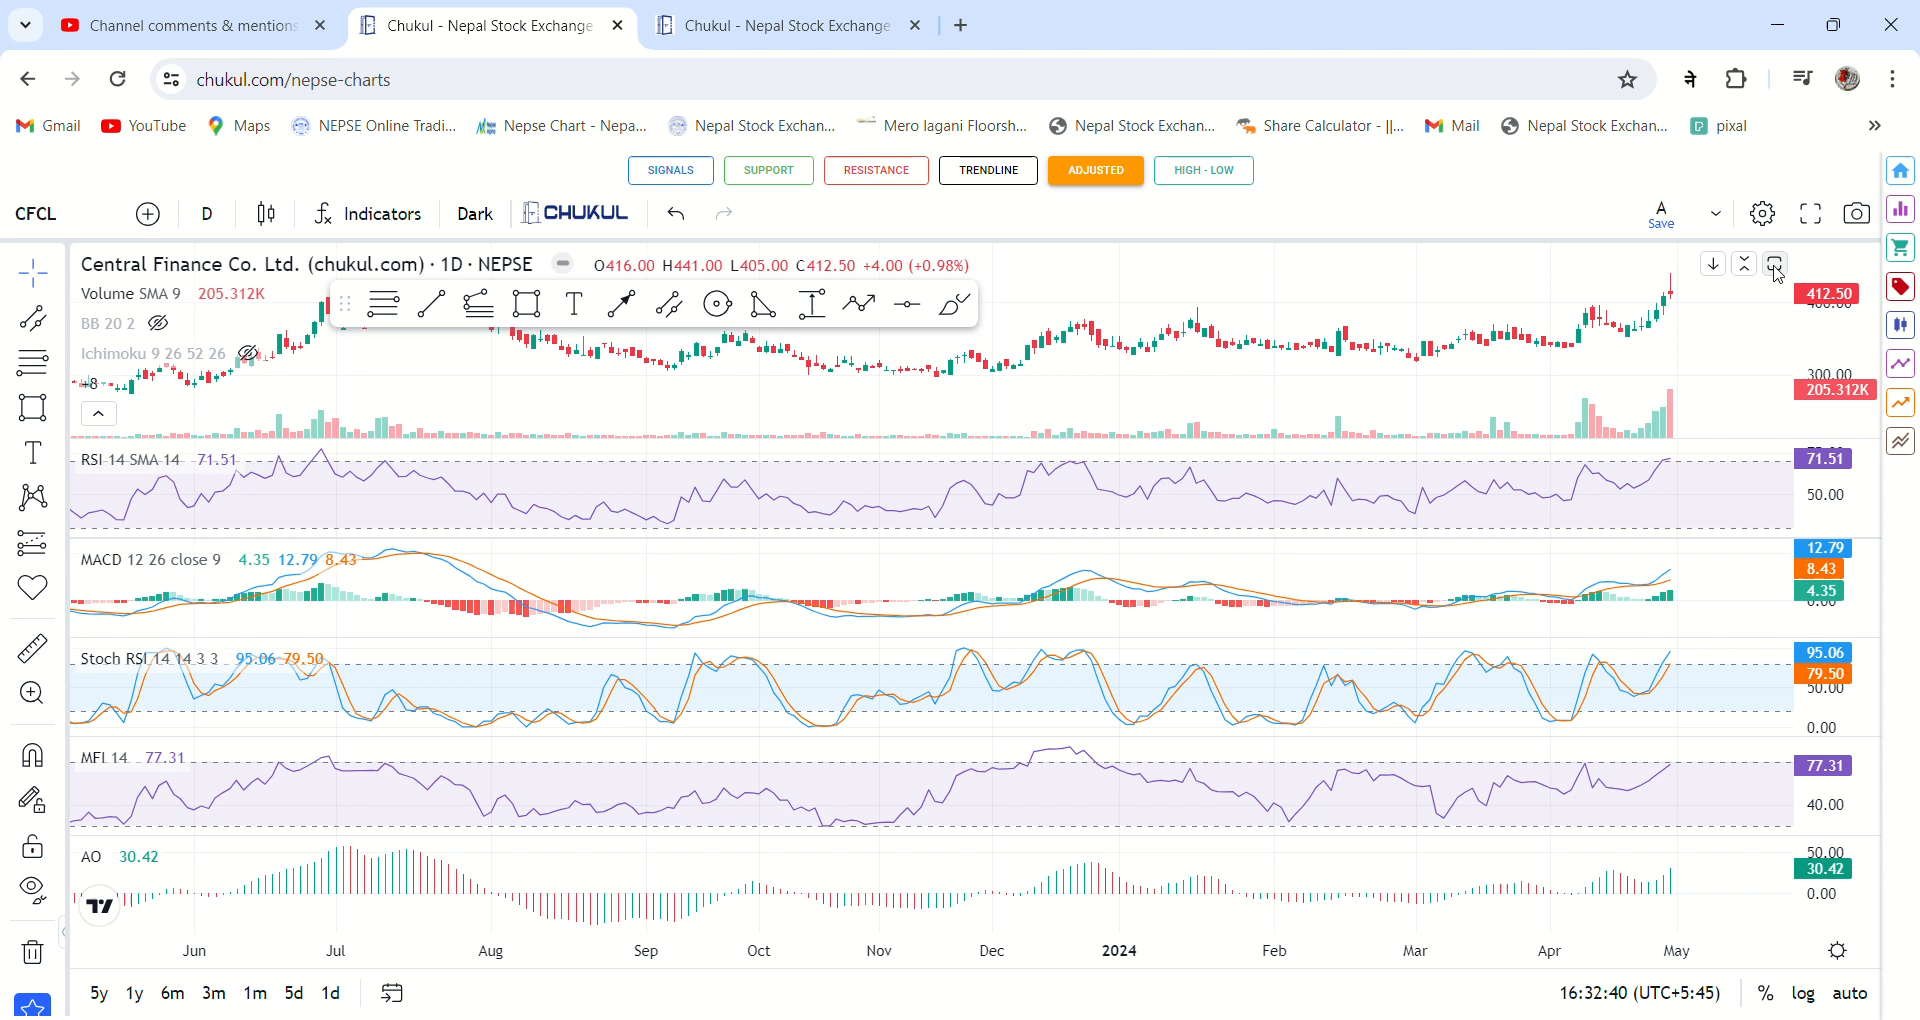 Channel comments & mentions
Chukul - Nepal Stock Exchange
Chukul - Nepal Stock Exchange
chukul.com/nepse-charts
ने
Gmail YouTube Maps NEPSE Online Tradi... Nepse Chart - Nepa... Nepal Stock Exchan... Mero lagani Floorsh... Nepal Stock Exchan... Share Calculator - ||... Mail Nepal Stock Exchan... pixal
SIGNALS SUPPORT RESISTANCE TRENDLINE ADJUSTED HIGH - LOW
CFCL D Indicators Dark CHUKUL A Save
Central Finance Co. Ltd. (chukul.com) · 1D · NEPSE O416.00 H441.00 L405.00 C412.50 +4.00 (+0.98%)
Volume SMA 9 205.312K
412.50
BB 20 2
Ichimoku 9 26 52 26
+8
300.00
205.312K
RSI 14 SMA 14 71.51
71.51
50.00
MACD 12 26 close 9 4.35 12.79 8.43
12.79
8.43
4.35
0.00
Stoch RSI 14 14 3 3 95.06 79.50
95.06
79.50
50.00
0.00
MFI 14 77.31
77.31
40.00
AO 30.42
50.00
30.42
0.00
Jun Jul Aug Sep Oct Nov Dec 2024 Feb Mar Apr May
5y 1y 6m 3m 1m 5d 1d 16:32:40 (UTC+5:45) % log auto